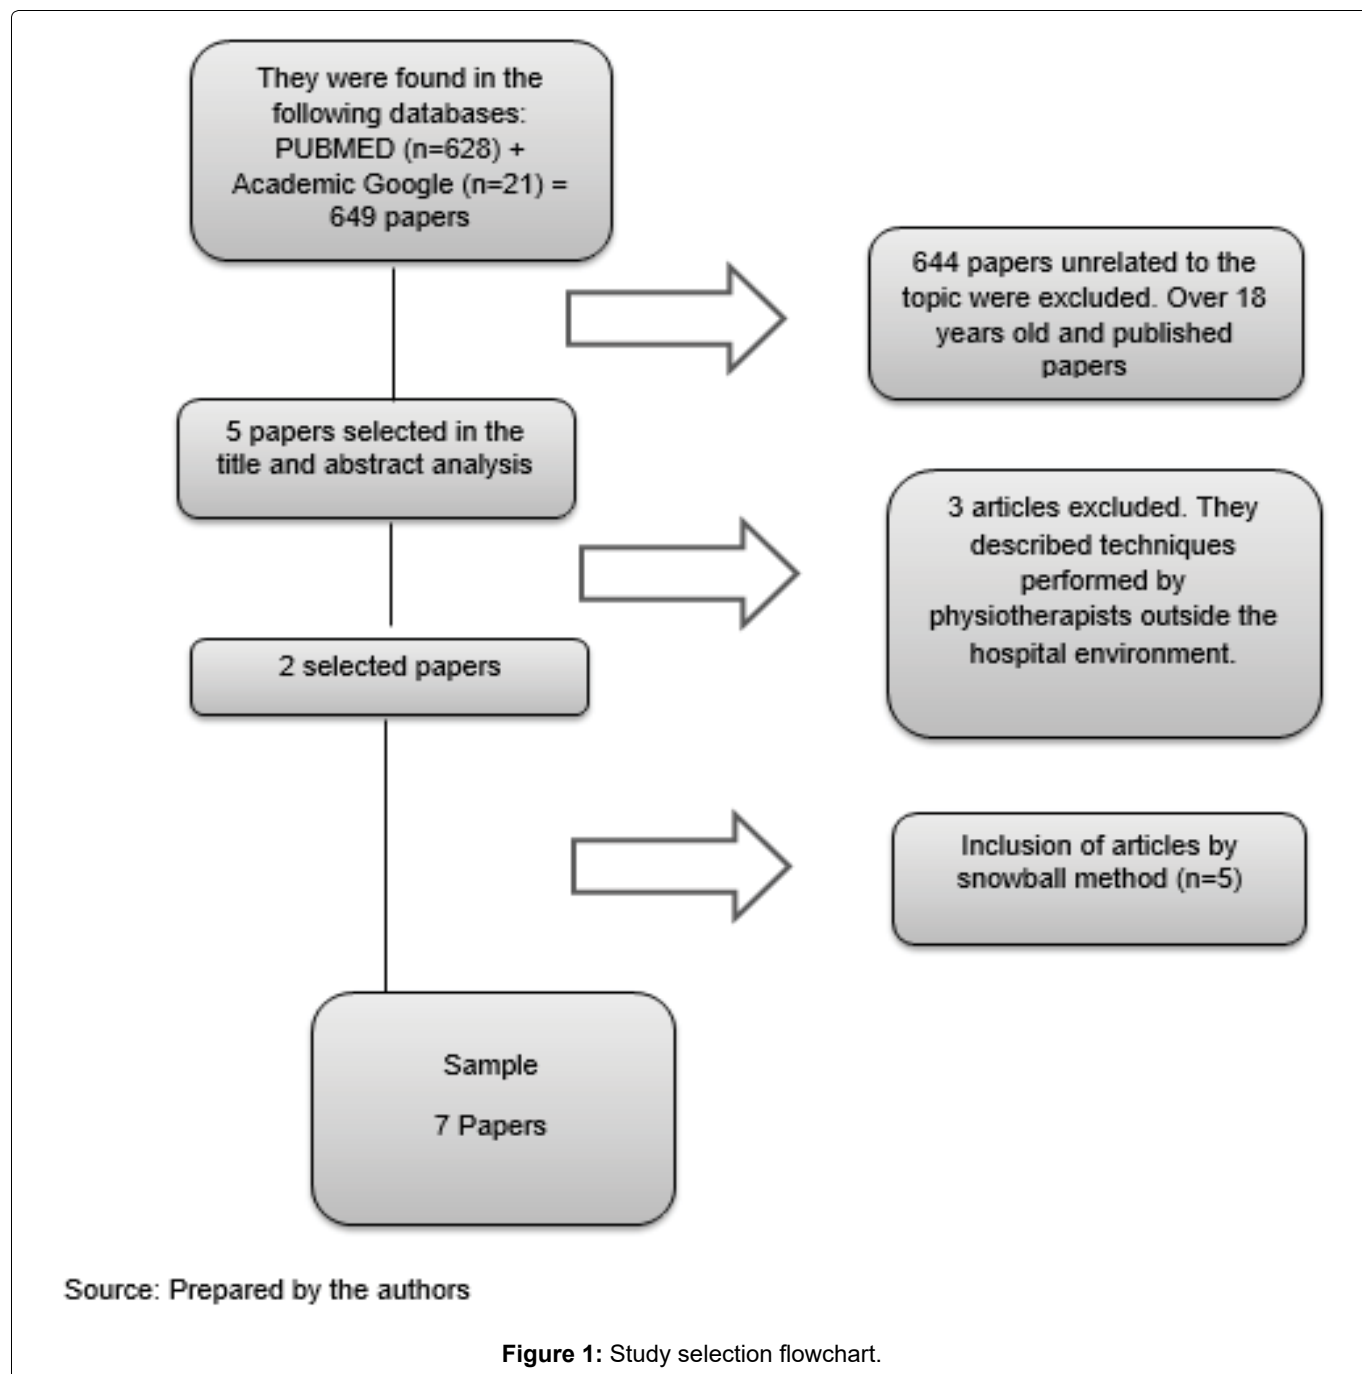 They were found in the
following databases:
PUBMED (n=628) +
Academic Google (n=21) =
649 papers
644 papers unrelated to the
topic were excluded. Over 18
years old and published
papers
5 papers selected in the
title and abstract analysis
3 articles excluded. They
described techniques
performed by
physiotherapists outside the
hospital environment.
2 selected papers
Inclusion of articles by
snowball method (n=5)
Sample
7 Papers
Source: Prepared by the authors
Figure 1: Study selection flowchart.